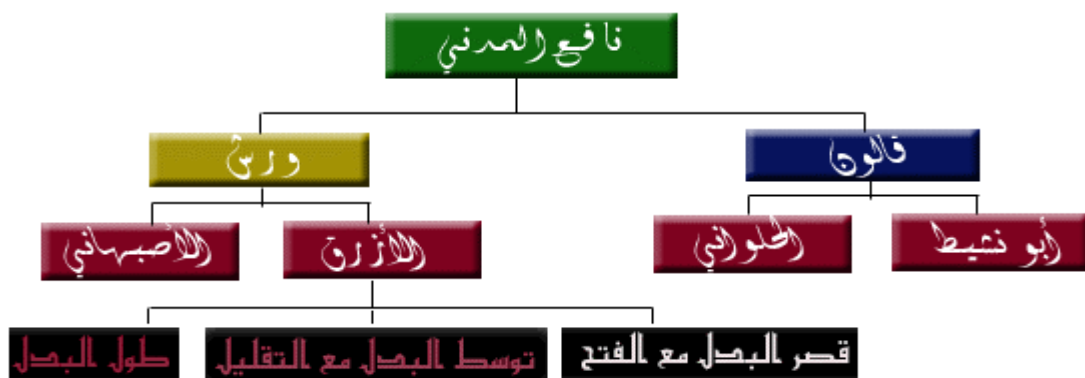 نافع المدني
قالون
ورش
أبو نشيط
الحلواني
الأزرق
الأصبهاني
قصر البدل مع الفتح
توسط البدل مع التقليل
طول البدل